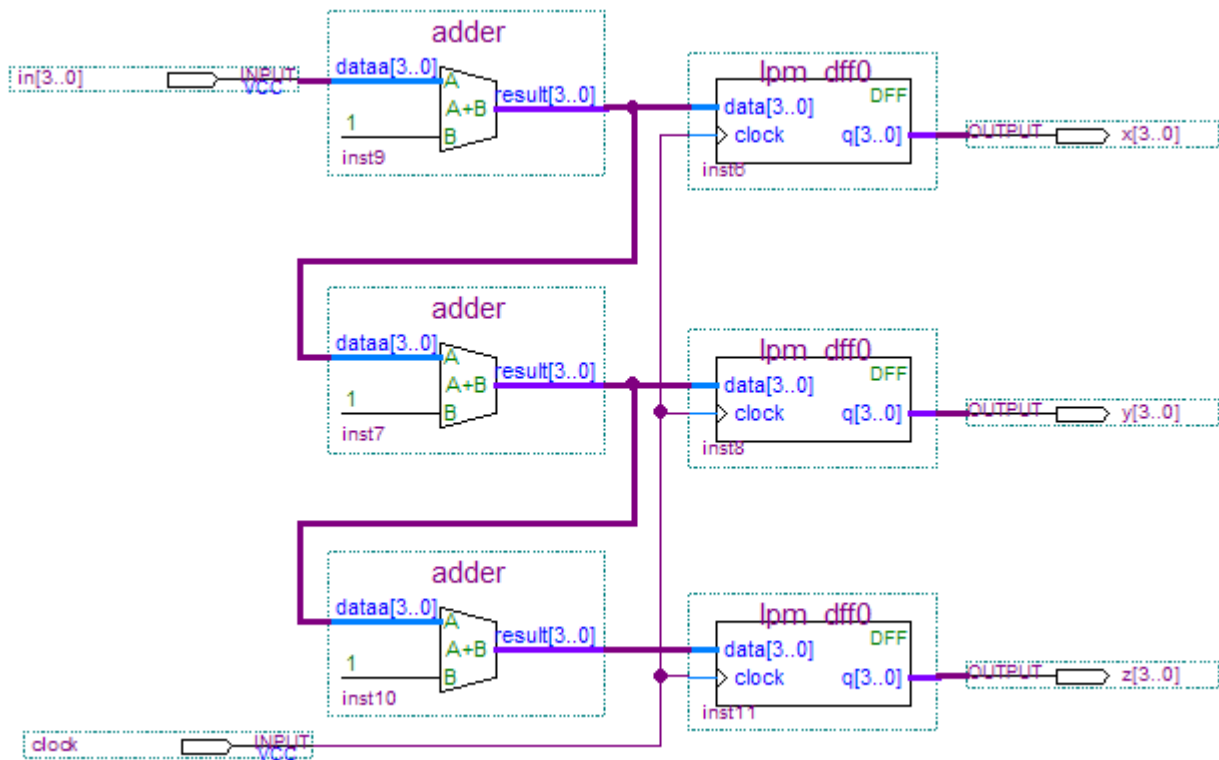 adder
lpm_dff0
in[3..0] INPUT VCC dataa[3..0] A
A+B result[3..0]
1 B
inst9
DFF
data[3..0]
clock q[3..0] OUTPUT x[3..0]
inst6
adder
lpm_dff0
dataa[3..0] A
A+B result[3..0]
1 B
inst7
DFF
data[3..0]
clock q[3..0] OUTPUT y[3..0]
inst8
adder
lpm_dff0
dataa[3..0] A
A+B result[3..0]
1 B
inst10
DFF
data[3..0]
clock q[3..0] OUTPUT z[3..0]
inst11
clock INPUT VCC